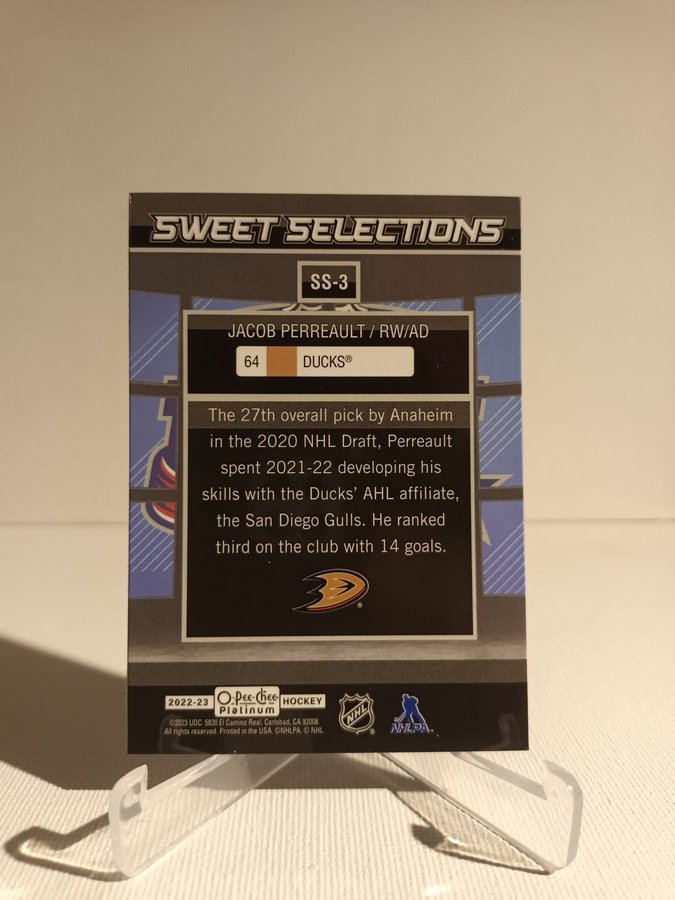 SWEET SELECTIONS
SS-3
JACOB PERREAULT / RW/AD
64 DUCKS®
The 27th overall pick by Anaheim
in the 2020 NHL Draft, Perreault
spent 2021-22 developing his
skills with the Ducks' AHL affiliate,
the San Diego Gulls. He ranked
third on the club with 14 goals.
®
2022-23 O-Pee-Chee Platinum HOCKEY
©2023 UDC. 5830 El Camino Real, Carlsbad, CA 92008.
All rights reserved. Printed in the USA. ©NHLPA. © NHL
NHL ®
NHLPA